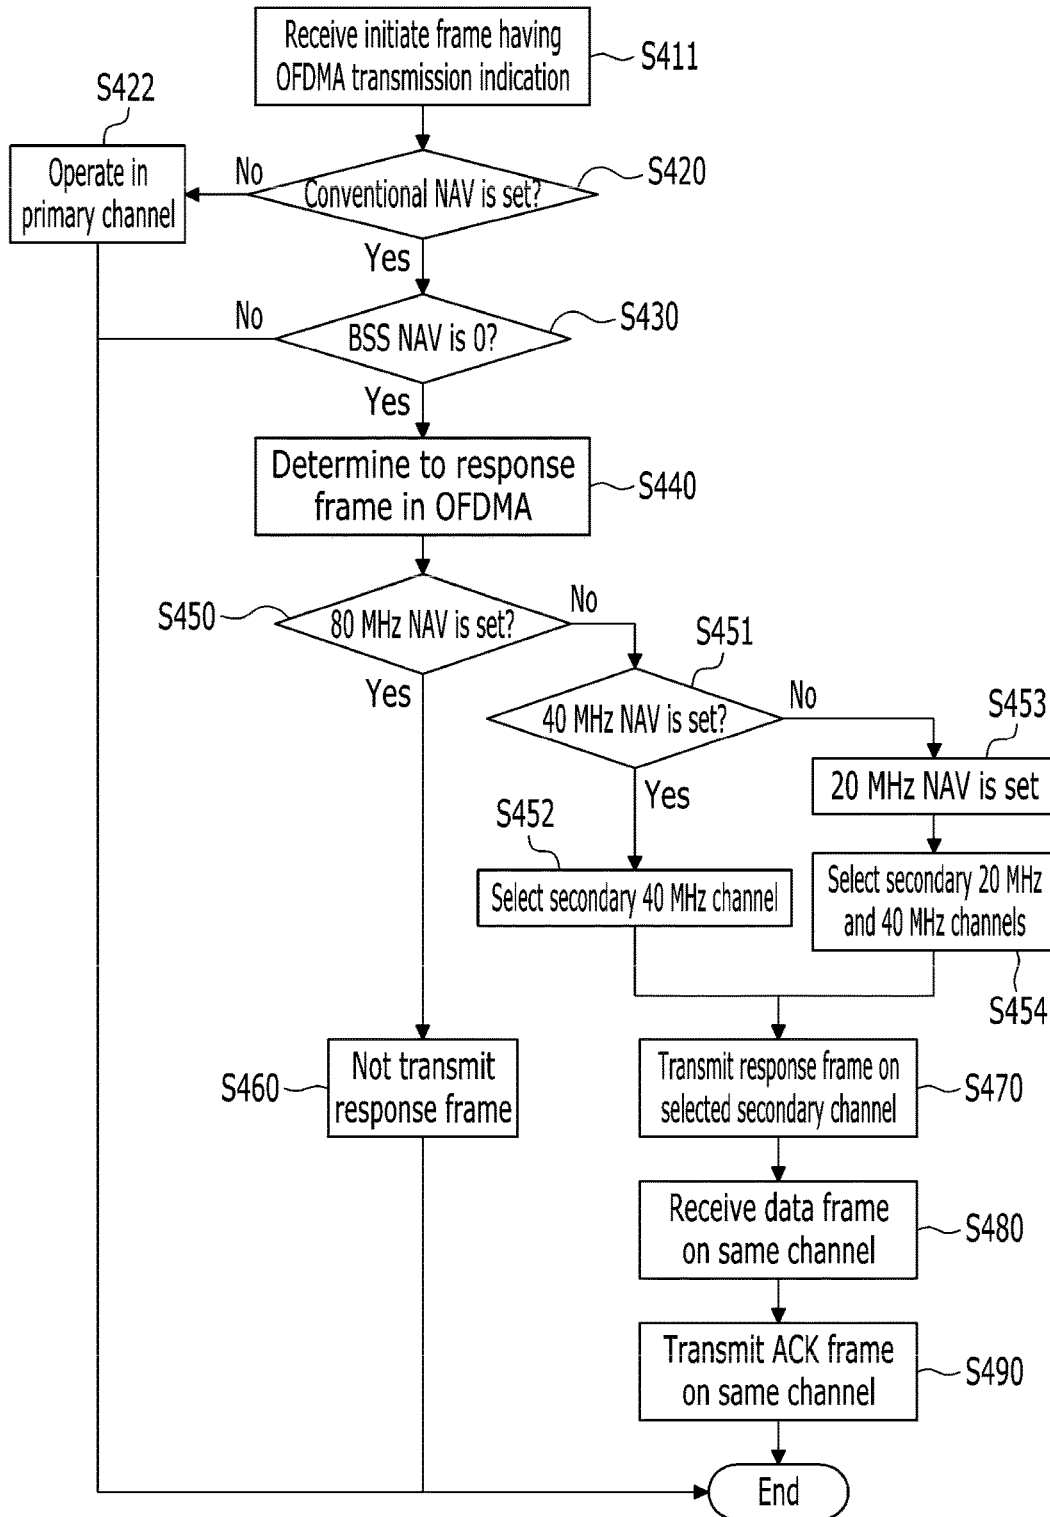 Receive initiate frame having
OFDMA transmission indication
S411
S422
Operate in
primary channel
No
Conventional NAV is set?
S420
Yes
No
BSS NAV is 0?
S430
Yes
Determine to response
frame in OFDMA
S440
S450
80 MHz NAV is set?
No
Yes
S451
40 MHz NAV is set?
No
Yes
S453
20 MHz NAV is set
S452
Select secondary 40 MHz channel
Select secondary 20 MHz
and 40 MHz channels
S454
S460
Not transmit
response frame
Transmit response frame on
selected secondary channel
S470
Receive data frame
on same channel
S480
Transmit ACK frame
on same channel
S490
End